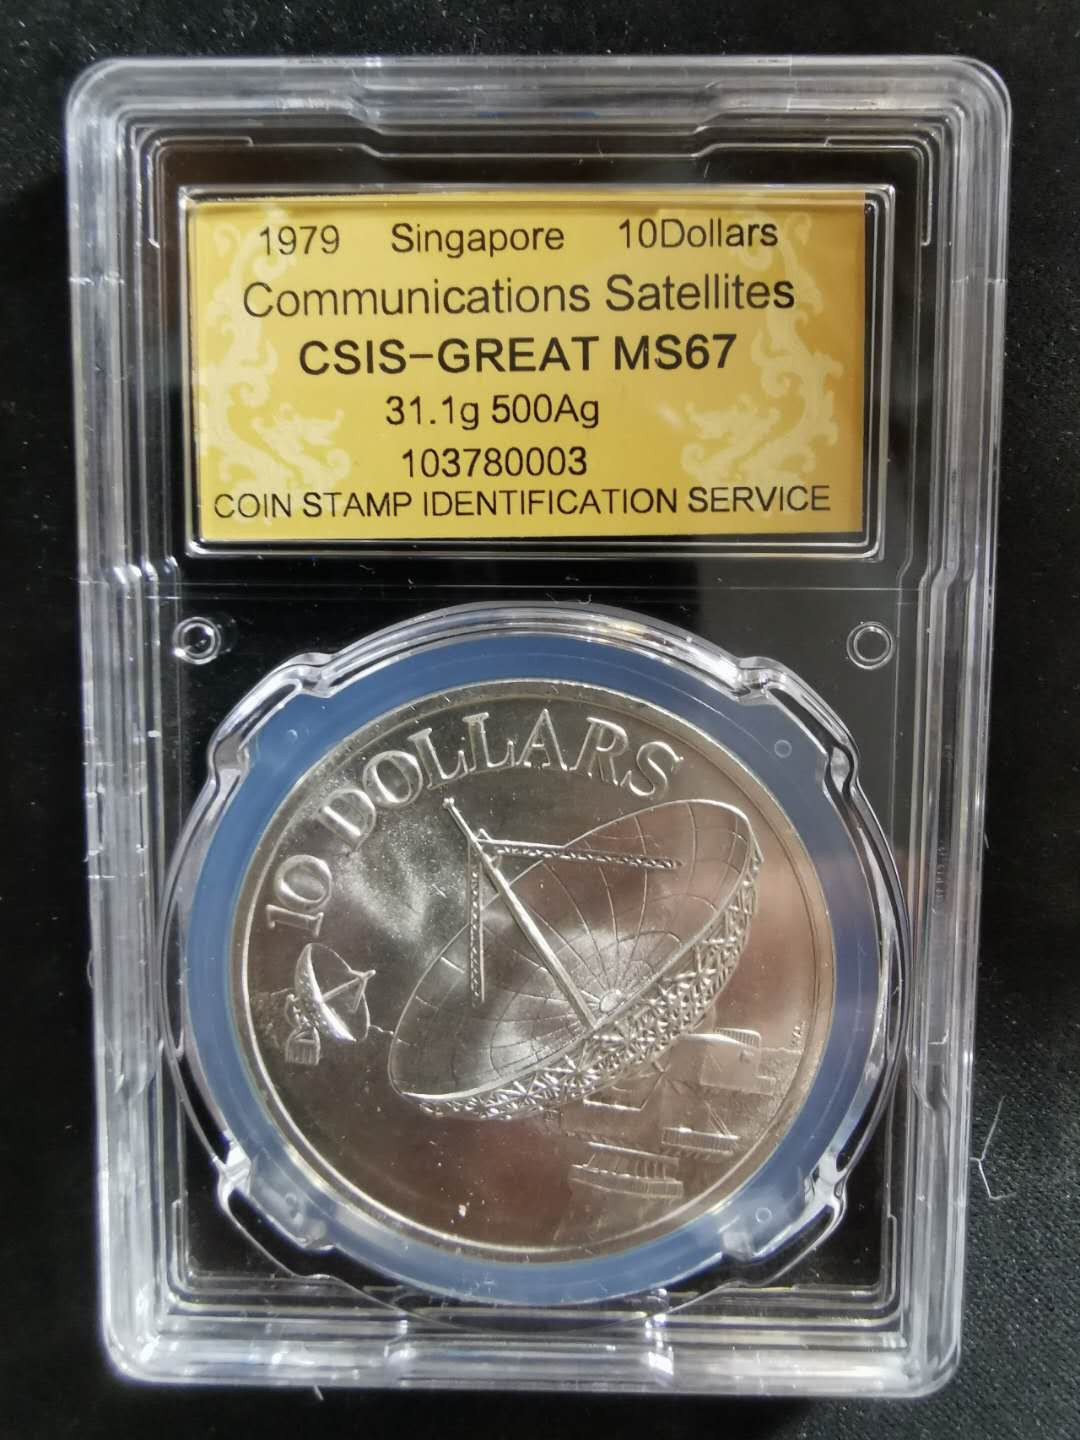 1979 Singapore 10Dollars
Communications Satellites
CSIS-GREAT MS67
31.1g 500Ag
103780003
COIN STAMP IDENTIFICATION SERVICE
10 DOLLARS